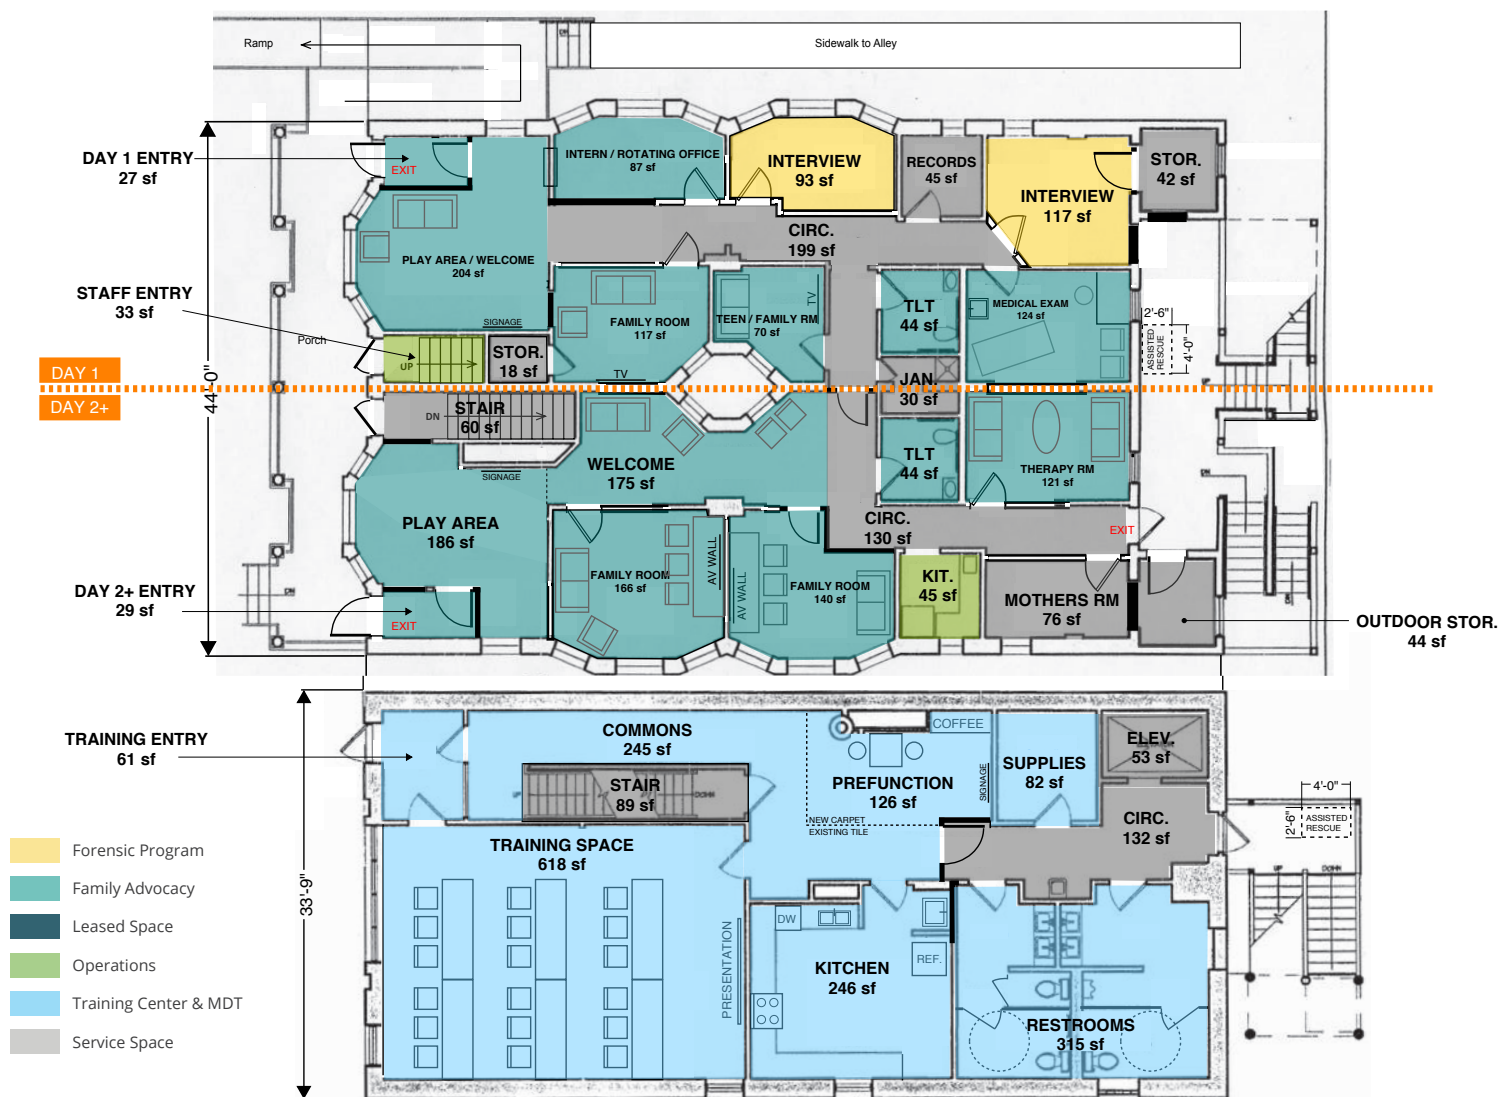 Ramp
DN
Sidewalk to Alley
DAY 1 ENTRY
27 sf
EXIT
INTERN / ROTATING OFFICE
87 sf
INTERVIEW
93 sf
RECORDS
45 sf
INTERVIEW
117 sf
STOR.
42 sf
CIRC.
199 sf
PLAY AREA / WELCOME
204 sf
SIGNAGE
STAFF ENTRY
33 sf
Porch
UP
STOR.
18 sf
FAMILY ROOM
117 sf
TV
TEEN / FAMILY RM
70 sf
TV
TLT
44 sf
MEDICAL EXAM
124 sf
2'-6"
ASSISTED
RESCUE
4'-0"
DAY 1
DAY 2+
44'-0"
UP
STAIR
60 sf
DN
JAN.
30 sf
WELCOME
175 sf
SIGNAGE
TLT
44 sf
THERAPY RM
121 sf
DN
PLAY AREA
186 sf
CIRC.
130 sf
EXIT
FAMILY ROOM
166 sf
AV WALL
AV WALL
FAMILY ROOM
140 sf
KIT.
45 sf
MOTHERS RM
76 sf
DAY 2+ ENTRY
29 sf
EXIT
DN
DN
OUTDOOR STOR.
44 sf
TRAINING ENTRY
61 sf
COMMONS
245 sf
COFFEE
PREFUNCTION
126 sf
SIGNAGE
SUPPLIES
82 sf
ELEV.
53 sf
STAIR
89 sf
UP
DOWN
NEW CARPET
EXISTING TILE
CIRC.
132 sf
4'-0"
2'-6"
ASSISTED
RESCUE
UP
DOWN
TRAINING SPACE
618 sf
33'-9"
PRESENTATION
DW
REF.
KITCHEN
246 sf
RESTROOMS
315 sf
Forensic Program
Family Advocacy
Leased Space
Operations
Training Center & MDT
Service Space